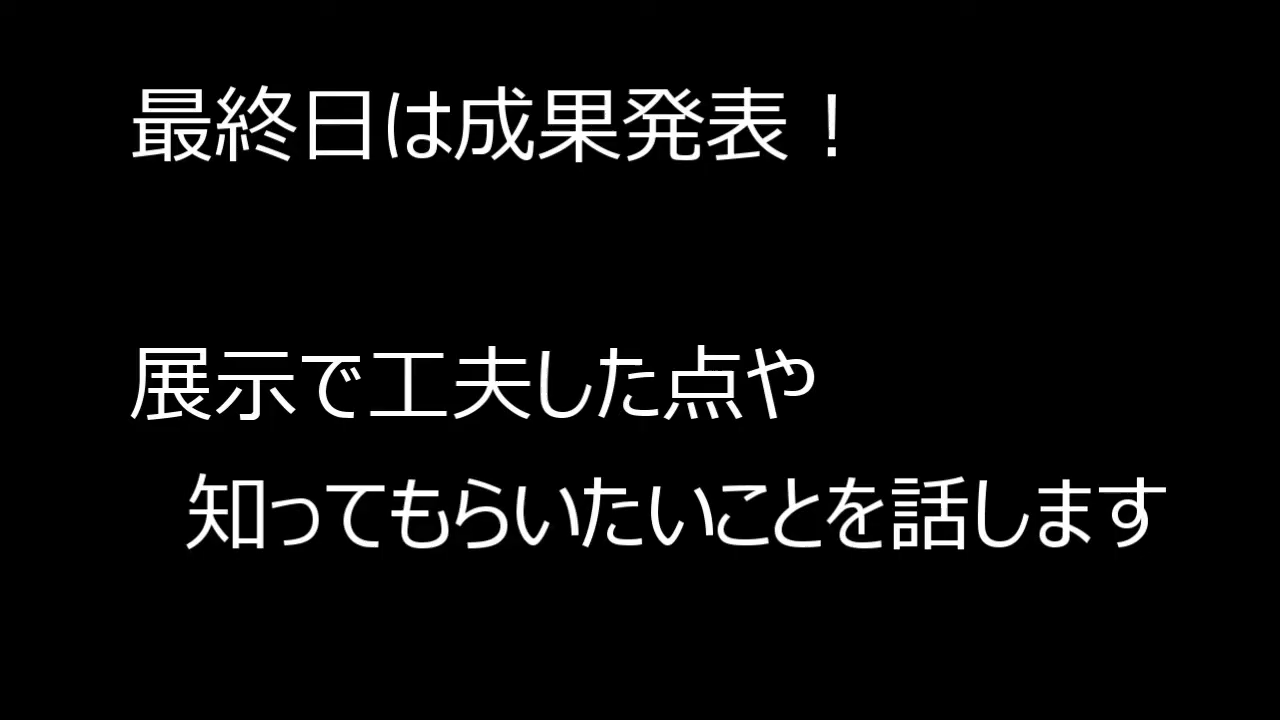 最終日は成果発表！
展示で工夫した点や
知ってもらいたいことを話します